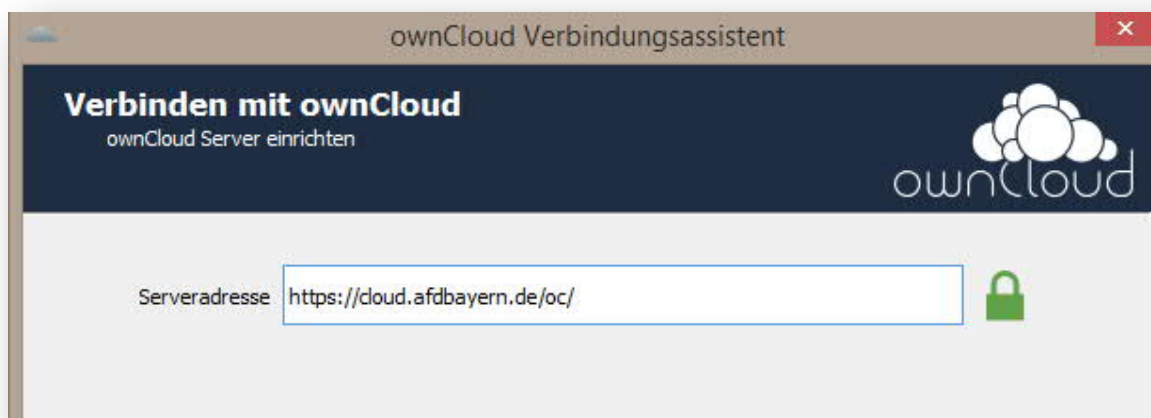 ownCloud Verbindungsassistent
Verbinden mit ownCloud
ownCloud Server einrichten
ownCloud
Serveradresse https://cloud.afdbayern.de/oc/